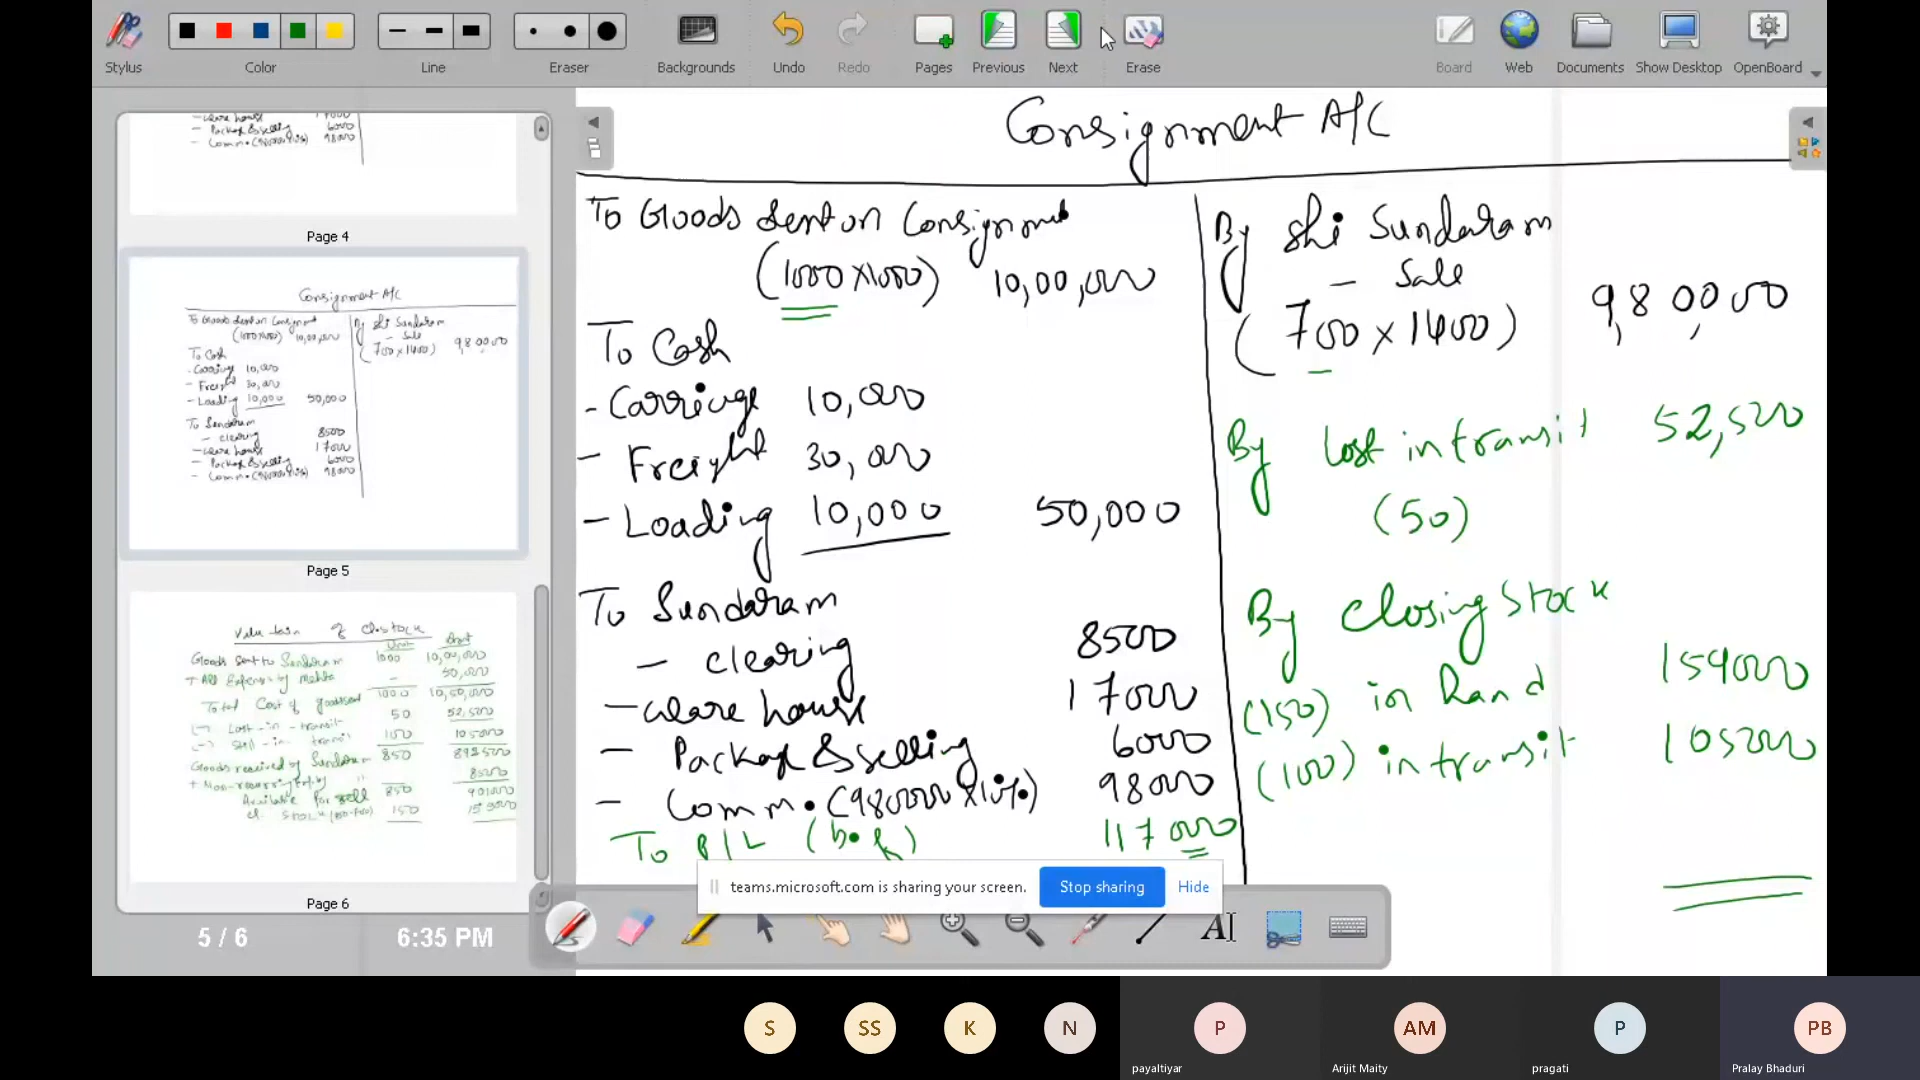 Stylus
Color
Line
Eraser
Backgrounds
Undo
Redo
Pages
Previous
Next
Erase
Board
Web
Documents
Show Desktop
OpenBoard
Page 4
Page 5
Page 6
5 / 6
6:35 PM
Consignment A/C
To Goods Sent on Consignment
(1000 x 1000) 10,00,000
To Cash
- Carriage 10,000
- Freight 30,000
- Loading 10,000 50,000
To Sundaram
- clearing 8500
- Ware house 17000
- Package & selling 6000
- Comm. (980000 x 10%) 98000
To P/L (b.f) 117000
By Shi Sundaram
- Sale
(700 x 1400) 9,80,000
By lost in transit 52,500
(50)
By Closing Stock
(150) in hand 159000
(100) in transit 105000
teams.microsoft.com is sharing your screen.
Stop sharing
Hide
S
SS
K
N
P
payaltiyar
AM
Arijit Maity
P
pragati
PB
Pralay Bhaduri